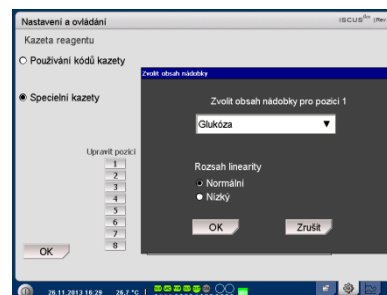 Nastavení a ovládání
ISCUS
Kazeta reagentu
Používání kódů kazety
Specielní kazety
Upravit pozici
1
2
3
4
5
6
7
8
OK
Zvolit obsah nádobky
Zvolit obsah nádobky pro pozici 1
Glukóza
Rozsah linearity
Normální
Nízký
OK
Zrušit
26.11.2013 16:29 26.7 °C